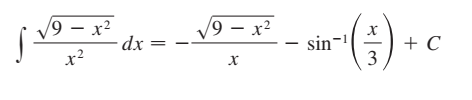 ∫ √(9 − x²) / x² dx = − √(9 − x²) / x − sin⁻¹(x/3) + C